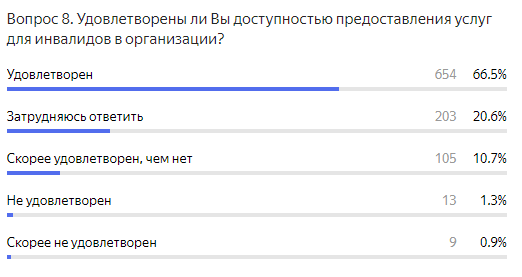 Вопрос 8. Удовлетворены ли Вы доступностью предоставления услуг
для инвалидов в организации?
Удовлетворен 654 66.5%
Затрудняюсь ответить 203 20.6%
Скорее удовлетворен, чем нет 105 10.7%
Не удовлетворен 13 1.3%
Скорее не удовлетворен 9 0.9%